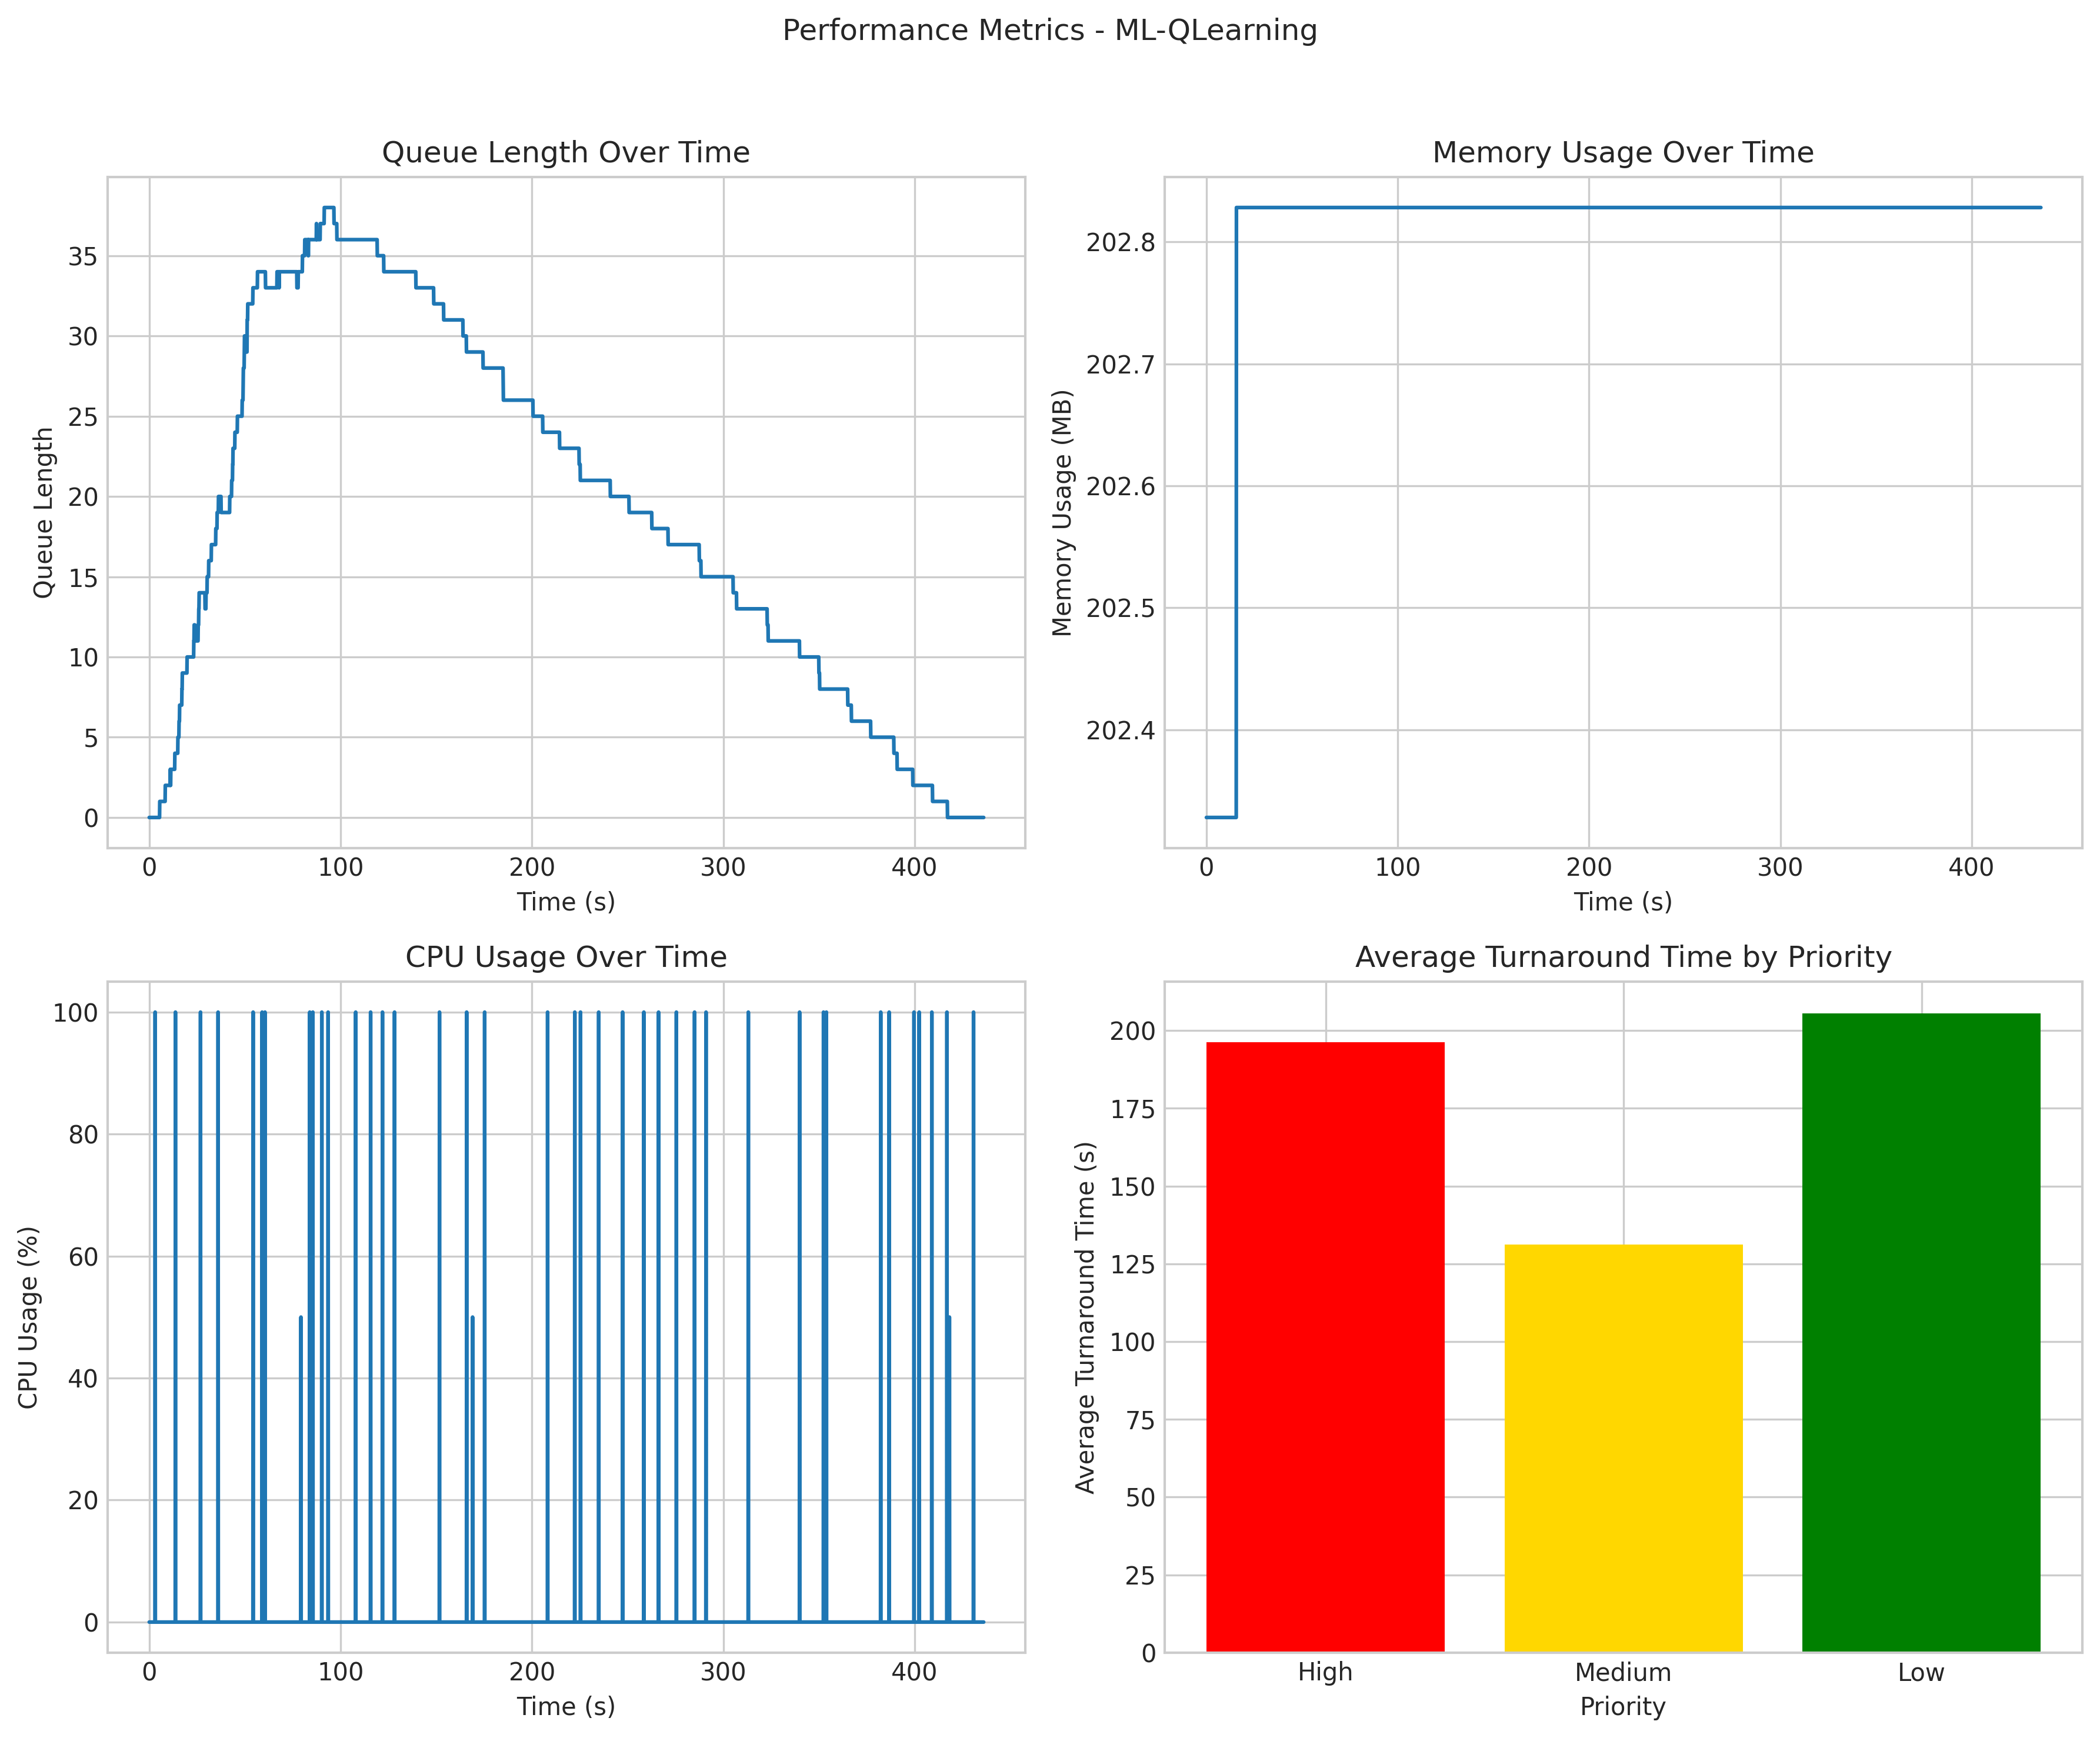 Performance Metrics - ML-QLearning
Queue Length Over Time
Queue Length
35
30
25
20
15
10
5
0
0 100 200 300 400
Time (s)
Memory Usage Over Time
Memory Usage (MB)
202.8
202.7
202.6
202.5
202.4
0 100 200 300 400
Time (s)
CPU Usage Over Time
CPU Usage (%)
100
80
60
40
20
0
0 100 200 300 400
Time (s)
Average Turnaround Time by Priority
Average Turnaround Time (s)
200
175
150
125
100
75
50
25
0
High Medium Low
Priority